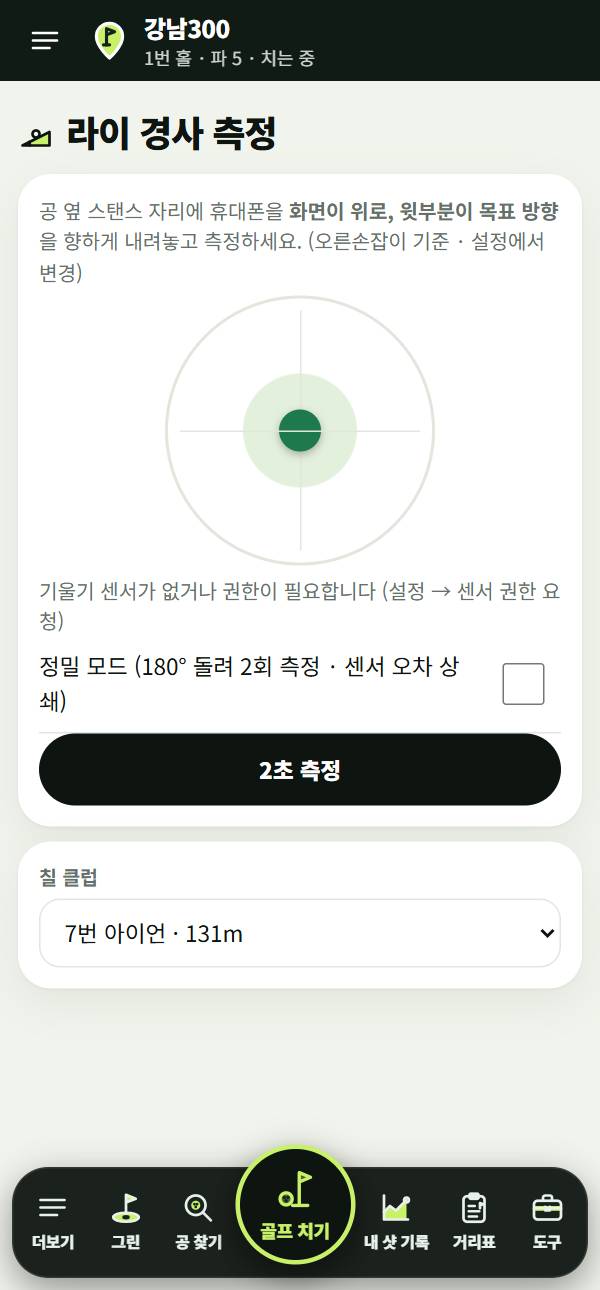 강남300
1번 홀 · 파 5 · 치는 중
라이 경사 측정
공 옆 스탠스 자리에 휴대폰을 화면이 위로, 윗부분이 목표 방향
을 향하게 내려놓고 측정하세요. (오른손잡이 기준 · 설정에서
변경)
기울기 센서가 없거나 권한이 필요합니다 (설정 → 센서 권한 요
청)
정밀 모드 (180° 돌려 2회 측정 · 센서 오차 상
쇄)
2초 측정
칠 클럽
7번 아이언 · 131m
더보기
그린
공 찾기
골프 치기
내 샷 기록
거리표
도구